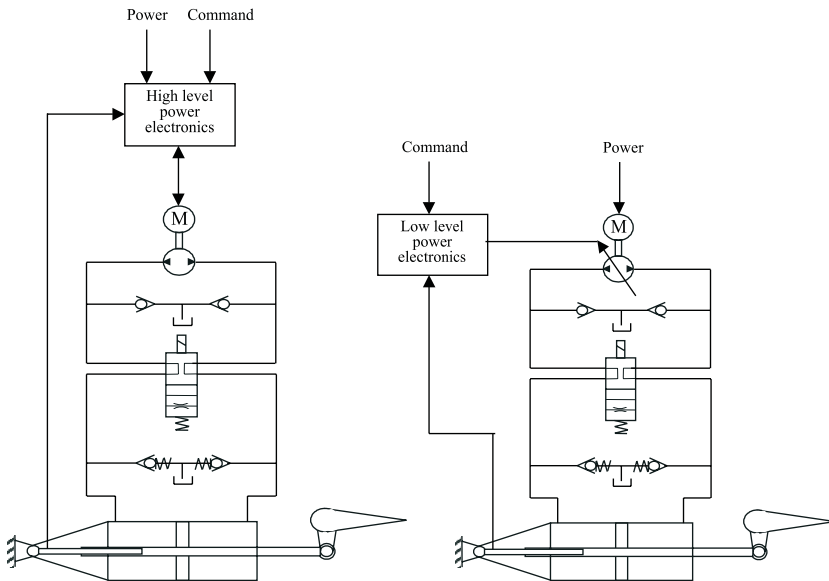 Power
Command
High level
power
electronics
M
Command
Power
Low level
power
electronics
M